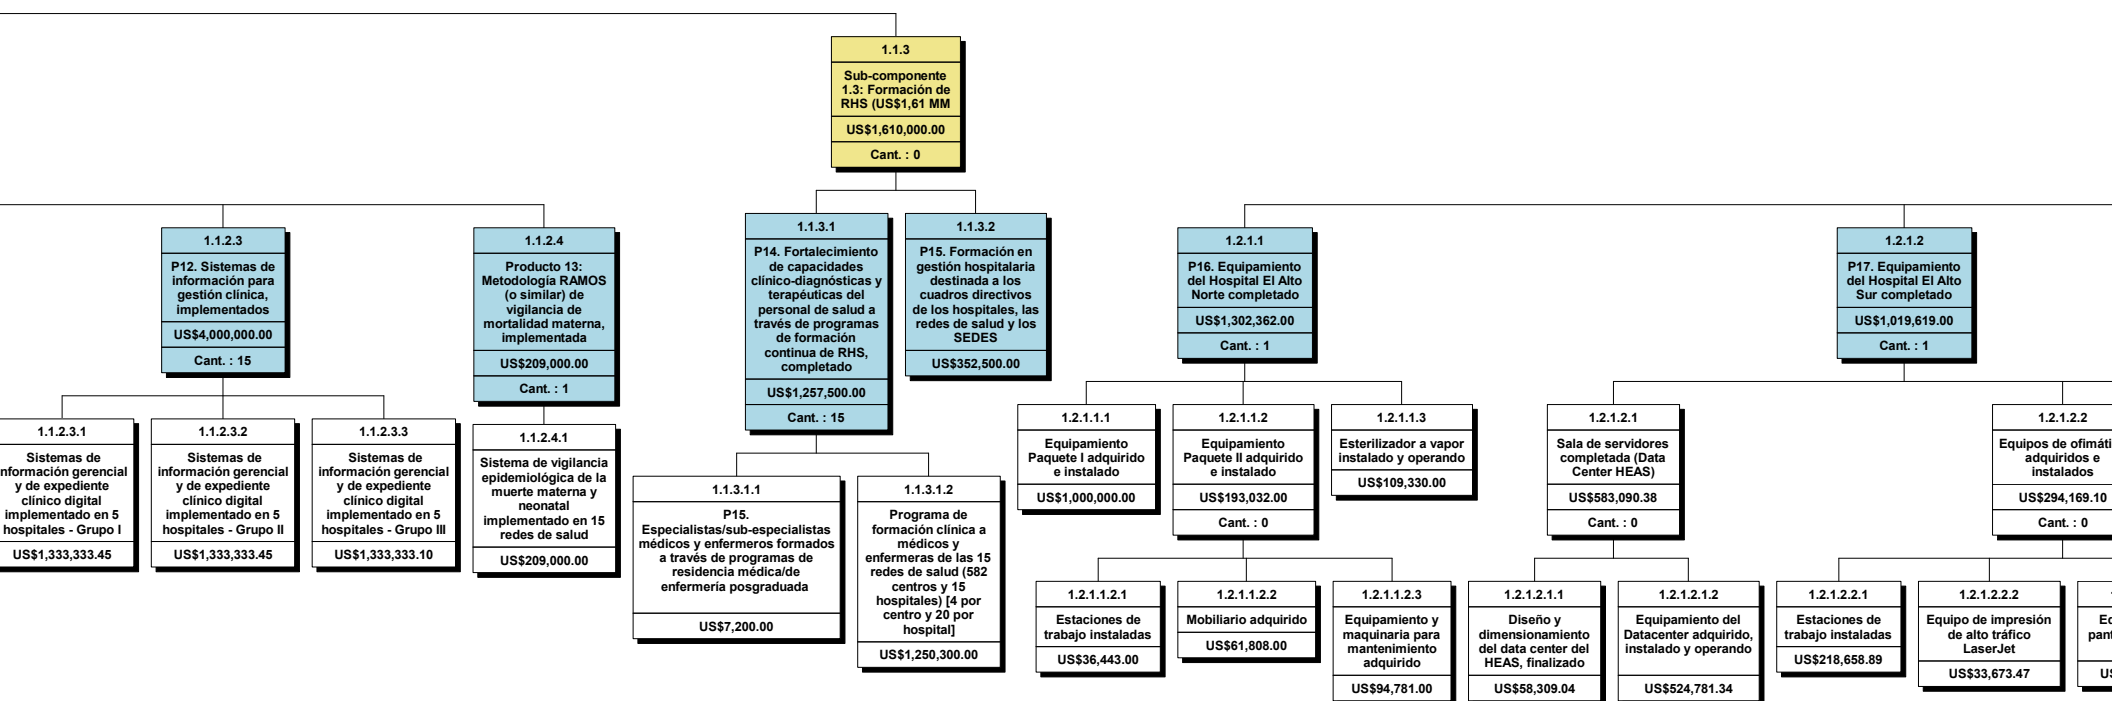 1.1.3
Sub-componente
1.3: Formación de
RHS (US$1,61 MM
US$1,610,000.00
Cant. : 0
1.1.2.3
P12. Sistemas de
información para
gestión clínica,
implementados
US$4,000,000.00
Cant. : 15
1.1.2.4
Producto 13:
Metodología RAMOS
(o similar) de
vigilancia de
mortalidad materna,
implementada
US$209,000.00
Cant. : 1
1.1.3.1
P14. Fortalecimiento
de capacidades
clínico-diagnósticas y
terapéuticas del
personal de salud a
través de programas
de formación
continua de RHS,
completado
US$1,257,500.00
Cant. : 15
1.1.3.2
P15. Formación en
gestión hospitalaria
destinada a los
cuadros directivos
de los hospitales, las
redes de salud y los
SEDES
US$352,500.00
1.2.1.1
P16. Equipamiento
del Hospital El Alto
Norte completado
US$1,302,362.00
Cant. : 1
1.2.1.2
P17. Equipamiento
del Hospital El Alto
Sur completado
US$1,019,619.00
Cant. : 1
1.1.2.3.1
Sistemas de
nformación gerencial
y de expediente
clínico digital
implementado en 5
hospitales - Grupo I
US$1,333,333.45
1.1.2.3.2
Sistemas de
información gerencial
y de expediente
clínico digital
implementado en 5
hospitales - Grupo II
US$1,333,333.45
1.1.2.3.3
Sistemas de
información gerencial
y de expediente
clínico digital
implementado en 5
hospitales - Grupo III
US$1,333,333.10
1.1.2.4.1
Sistema de vigilancia
epidemiológica de la
muerte materna y
neonatal
implementado en 15
redes de salud
US$209,000.00
1.1.3.1.1
P15.
Especialistas/sub-especialistas
médicos y enfermeros formados
a través de programas de
residencia médica/de
enfermería posgraduada
US$7,200.00
1.1.3.1.2
Programa de
formación clínica a
médicos y
enfermeras de las 15
redes de salud (582
centros y 15
hospitales) [4 por
centro y 20 por
hospital]
US$1,250,300.00
1.2.1.1.1
Equipamiento
Paquete I adquirido
e instalado
US$1,000,000.00
1.2.1.1.2
Equipamiento
Paquete II adquirido
e instalado
US$193,032.00
Cant. : 0
1.2.1.1.3
Esterilizador a vapor
instalado y operando
US$109,330.00
1.2.1.2.1
Sala de servidores
completada (Data
Center HEAS)
US$583,090.38
Cant. : 0
1.2.1.2.2
Equipos de ofimáti
adquiridos e
instalados
US$294,169.10
Cant. : 0
1.2.1.1.2.1
Estaciones de
trabajo instaladas
US$36,443.00
1.2.1.1.2.2
Mobiliario adquirido
US$61,808.00
1.2.1.1.2.3
Equipamiento y
maquinaria para
mantenimiento
adquirido
US$94,781.00
1.2.1.2.1.1
Diseño y
dimensionamiento
del data center del
HEAS, finalizado
US$58,309.04
1.2.1.2.1.2
Equipamiento del
Datacenter adquirido,
instalado y operando
US$524,781.34
1.2.1.2.2.1
Estaciones de
trabajo instaladas
US$218,658.89
1.2.1.2.2.2
Equipo de impresión
de alto tráfico
LaserJet
US$33,673.47